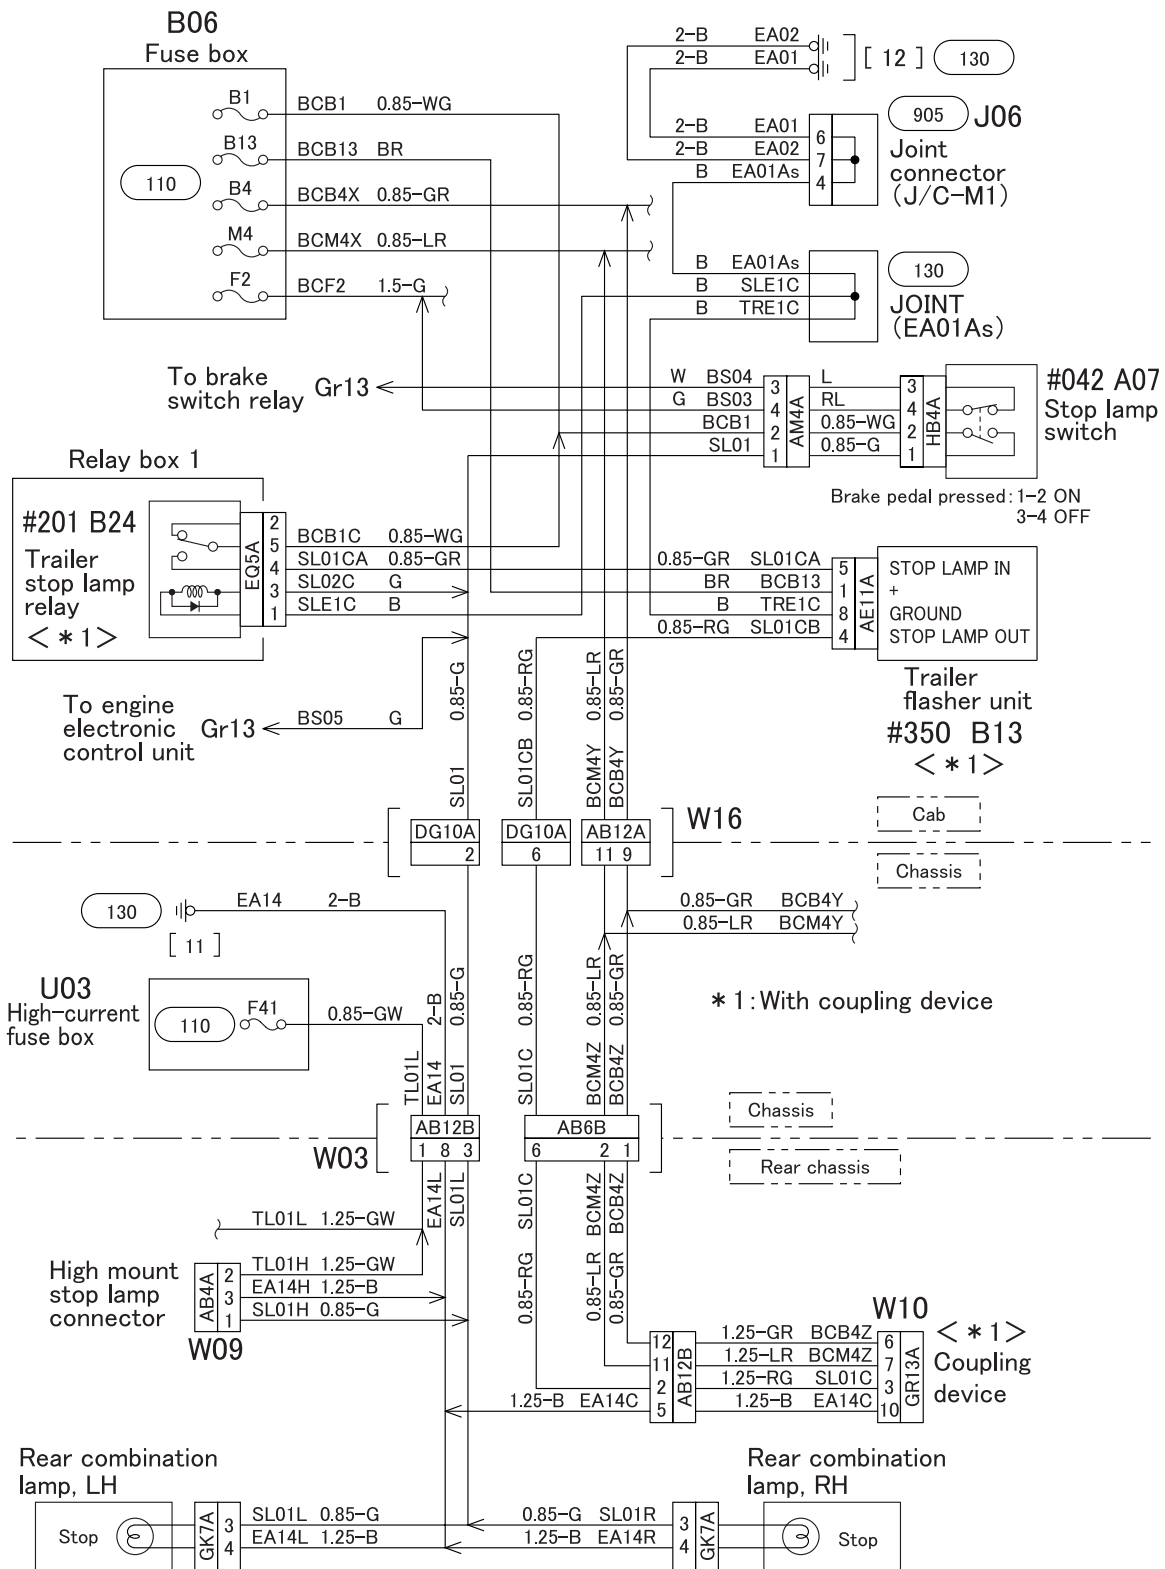 B06
Fuse box
B1
BCB1 0.85-WG
B13
BCB13 BR
110
B4
BCB4X 0.85-GR
M4
BCM4X 0.85-LR
F2
BCF2 1.5-G
2-B EA02
2-B EA01
[ 12 ]
130
905
J06
Joint
connector
(J/C-M1)
2-B EA01 6
2-B EA02 7
B EA01As 4
B EA01As
B SLE1C
B TRE1C
130
JOINT
(EA01As)
To brake
switch relay
Gr13
W BS04 3 L 3
G BS03 4 RL 4
BCB1 2 0.85-WG 2
SL01 1 0.85-G 1
AM4A
HB4A
#042 A07
Stop lamp
switch
Brake pedal pressed: 1-2 ON
3-4 OFF
Relay box 1
#201 B24
Trailer
stop lamp
relay
< *1 >
EQ5A
2
5 BCB1C 0.85-WG
4 SL01CA 0.85-GR
3 SL02C G
1 SLE1C B
0.85-GR SL01CA 5 STOP LAMP IN
BR BCB13 1 +
B TRE1C 8 GROUND
0.85-RG SL01CB 4 STOP LAMP OUT
AE11A
Trailer
flasher unit
#350 B13
< *1 >
To engine
electronic
control unit
Gr13
BS05 G
0.85-G
0.85-RG
0.85-LR
0.85-GR
SL01
SL01CB
BCM4Y
BCB4Y
DG10A
2
DG10A
6
AB12A
11 9
W16
Cab
Chassis
130
EA14 2-B
[ 11 ]
0.85-GR BCB4Y
0.85-LR BCM4Y
U03
High-current
fuse box
110
F41
0.85-GW
2-B
0.85-G
0.85-RG
0.85-LR
0.85-GR
*1:With coupling device
TL01L
EA14
SL01
SL01C
BCM4Z
BCB4Z
W03
AB12B
1 8 3
AB6B
6 2 1
Chassis
Rear chassis
EA14L
SL01L
SL01C
BCM4Z
BCB4Z
0.85-RG
0.85-LR
0.85-GR
TL01L 1.25-GW
High mount
stop lamp
connector
AB4A
2 TL01H 1.25-GW
3 EA14H 1.25-B
1 SL01H 0.85-G
W09
AB12B
12 1.25-GR BCB4Z 6
11 1.25-LR BCM4Z 7
2 1.25-RG SL01C 3
1.25-B EA14C 5 1.25-B EA14C 10
GR13A
W10
< *1 >
Coupling
device
Rear combination
lamp, LH
Stop
GK7A
3 SL01L 0.85-G
4 EA14L 1.25-B
0.85-G SL01R 3
1.25-B EA14R 4
GK7A
Rear combination
lamp, RH
Stop